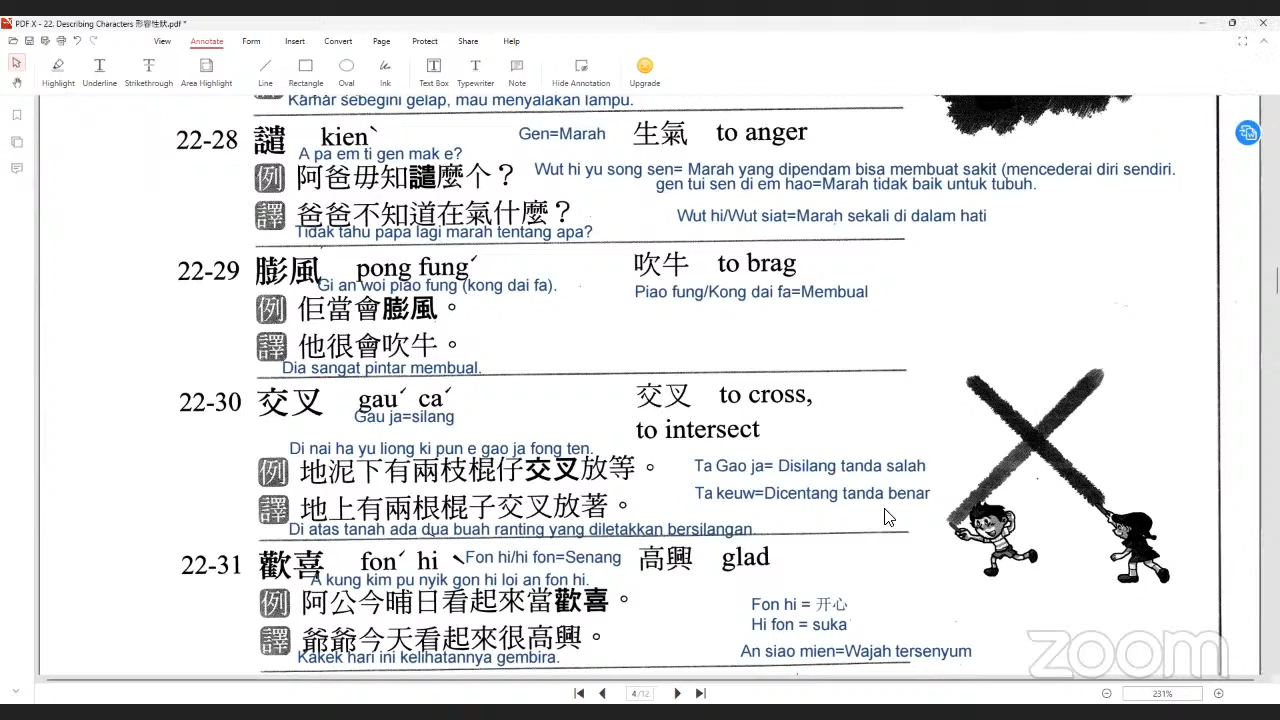 PDF X - 22. Describing Characters 形容性狀.pdf *
View Annotate Form Insert Convert Page Protect Share Help
Highlight Underline Strikethrough Area Highlight Line Rectangle Oval Ink Text Box Typewriter Note Hide Annotation Upgrade
Kamar sebegini gelap, mau menyalakan lampu.
22-28 譴 kienˋ Gen=Marah 生氣 to anger
A pa em ti gen mak e?
例 阿爸毋知譴麼个？ Wut hi yu song sen= Marah yang dipendam bisa membuat sakit (mencederai diri sendiri.
gen tui sen di em hao=Marah tidak baik untuk tubuh.
譯 爸爸不知道在氣什麼？ Wut hi/Wut siat=Marah sekali di dalam hati
Tidak tahu papa lagi marah tentang apa?
22-29 膨風 pong fungˊ 吹牛 to brag
Gi an woi piao fung (kong dai fa). Piao fung/Kong dai fa=Membual
例 佢當會膨風。
譯 他很會吹牛。
Dia sangat pintar membual.
22-30 交叉 gauˊ caˊ 交叉 to cross,
Gau ja=silang
to intersect
Di nai ha yu liong ki pun e gao ja fong ten.
例 地泥下有兩枝棍仔交叉放等。 Ta Gao ja= Disilang tanda salah
譯 地上有兩根棍子交叉放著。 Ta keuw=Dicentang tanda benar
Di atas tanah ada dua buah ranting yang diletakkan bersilangan.
22-31 歡喜 fonˊ hiˋ Fon hi/hi fon=Senang 高興 glad
A kung kim pu nyik gon hi loi an fon hi.
例 阿公今晡日看起來當歡喜。 Fon hi = 开心
Hi fon = suka
譯 爺爺今天看起來很高興。 An siao mien=Wajah tersenyum
Kakek hari ini kelihatannya gembira.
zoom
4 /12 231%